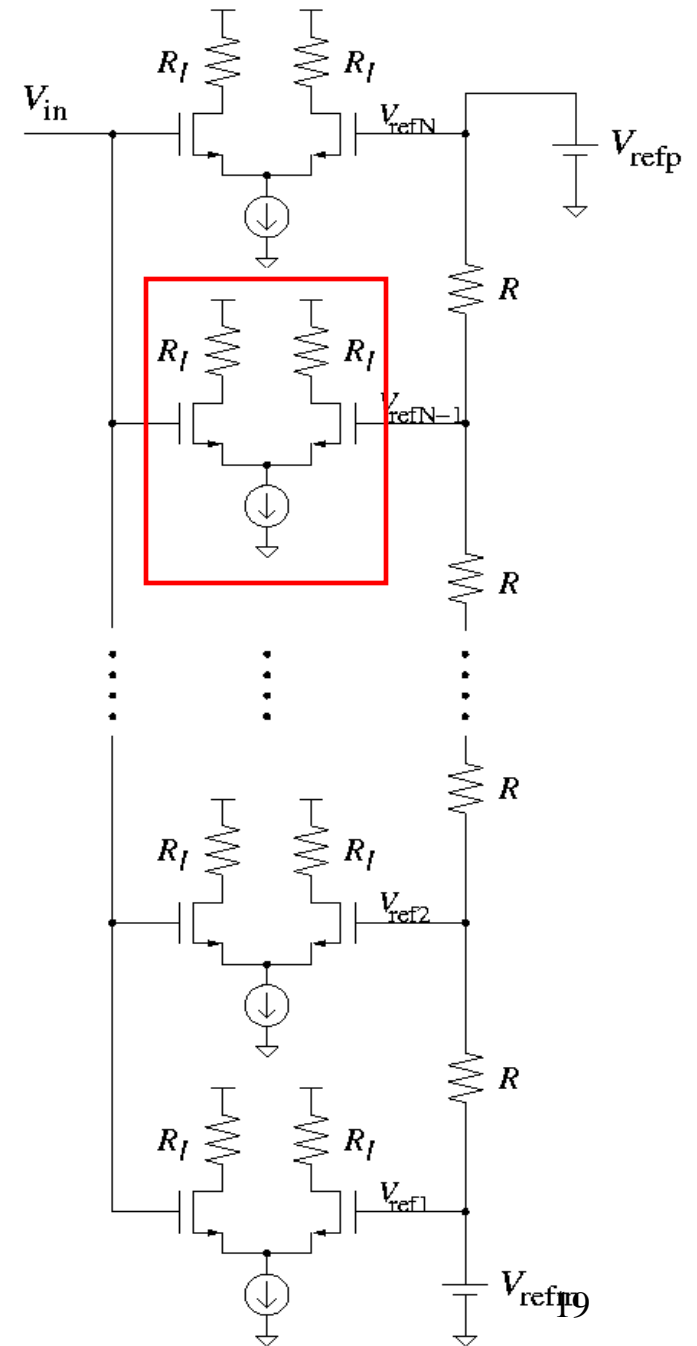 R_l R_l
V_in V_refN V_refp
R
R_l R_l
V_refN−1
R
R
R_l R_l
V_ref2
R
R_l R_l
V_ref1
V_refm
19